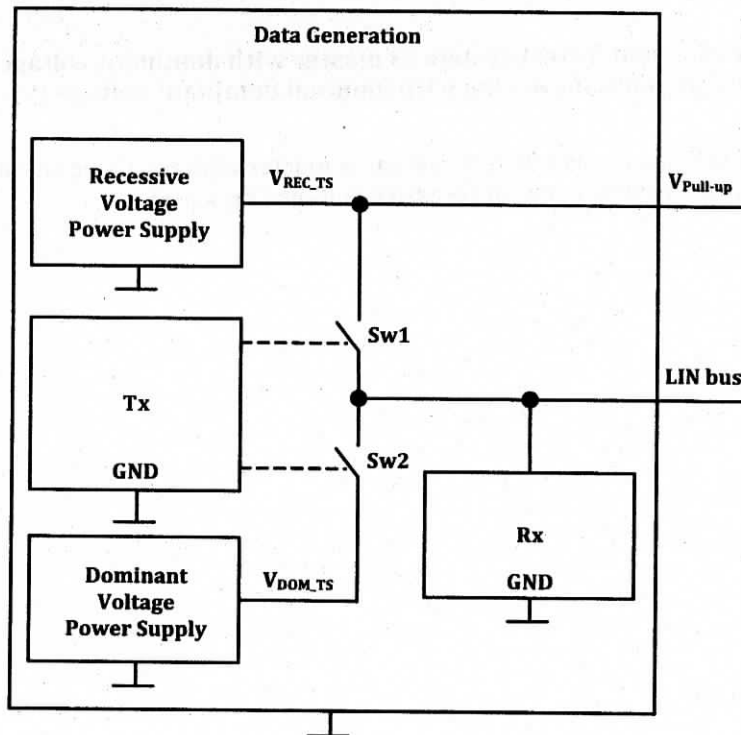 Data Generation
Recessive
Voltage
Power Supply
VREC_TS
VPull-up
Sw1
Tx
GND
LIN bus
Sw2
Rx
GND
Dominant
Voltage
Power Supply
VDOM_TS